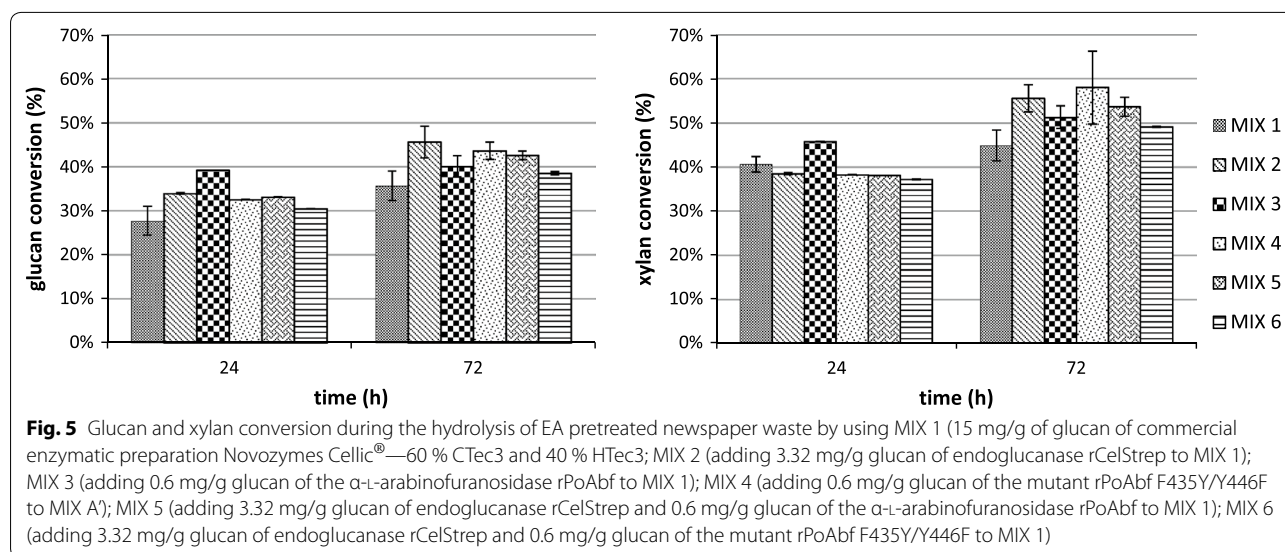 70%
60%
50%
40%
30%
20%
10%
0%
glucan conversion (%)
24
72
time (h)
70%
60%
50%
40%
30%
20%
10%
0%
xylan conversion (%)
24
72
time (h)
MIX 1
MIX 2
MIX 3
MIX 4
MIX 5
MIX 6
Fig. 5 Glucan and xylan conversion during the hydrolysis of EA pretreated newspaper waste by using MIX 1 (15 mg/g of glucan of commercial
enzymatic preparation Novozymes Cellic®—60 % CTec3 and 40 % HTec3; MIX 2 (adding 3.32 mg/g glucan of endoglucanase rCelStrep to MIX 1);
MIX 3 (adding 0.6 mg/g glucan of the α-L-arabinofuranosidase rPoAbf to MIX 1); MIX 4 (adding 0.6 mg/g glucan of the mutant rPoAbf F435Y/Y446F
to MIX A'); MIX 5 (adding 3.32 mg/g glucan of endoglucanase rCelStrep and 0.6 mg/g glucan of the α-L-arabinofuranosidase rPoAbf to MIX 1); MIX 6
(adding 3.32 mg/g glucan of endoglucanase rCelStrep and 0.6 mg/g glucan of the mutant rPoAbf F435Y/Y446F to MIX 1)